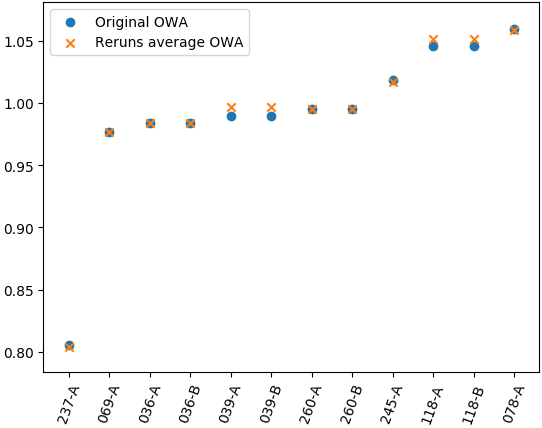 Original OWA
Reruns average OWA
1.05
1.00
0.95
0.90
0.85
0.80
237-A
069-A
036-A
036-B
039-A
039-B
260-A
260-B
245-A
118-A
118-B
078-A